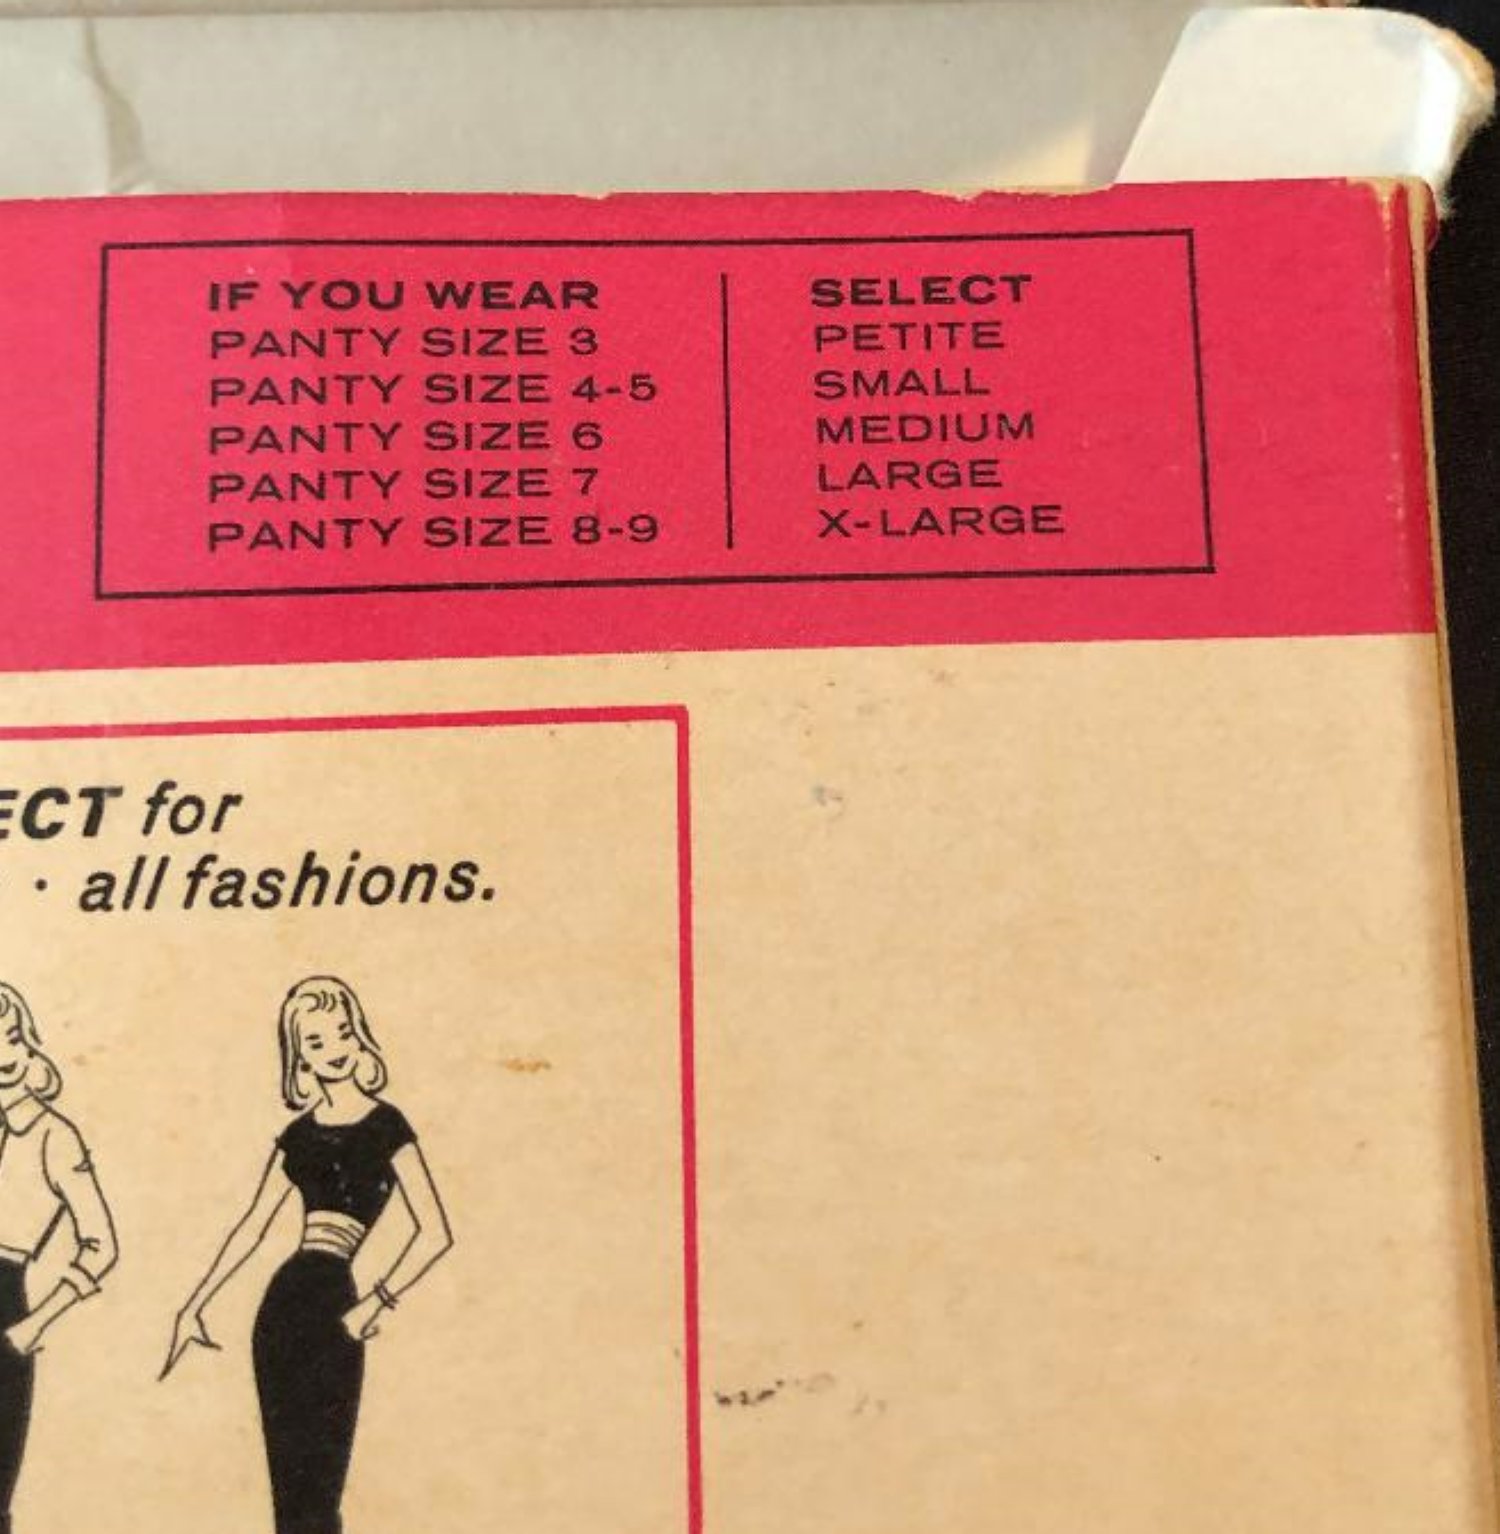 IF YOU WEAR SELECT
PANTY SIZE 3 PETITE
PANTY SIZE 4-5 SMALL
PANTY SIZE 6 MEDIUM
PANTY SIZE 7 LARGE
PANTY SIZE 8-9 X-LARGE
ECT for
· all fashions.